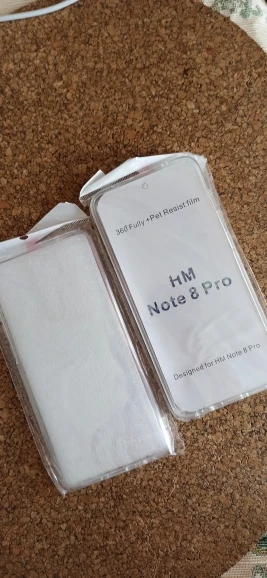 360 Fully +Pet Resist film
HM
Note 8 Pro
Designed for HM Note 8 Pro